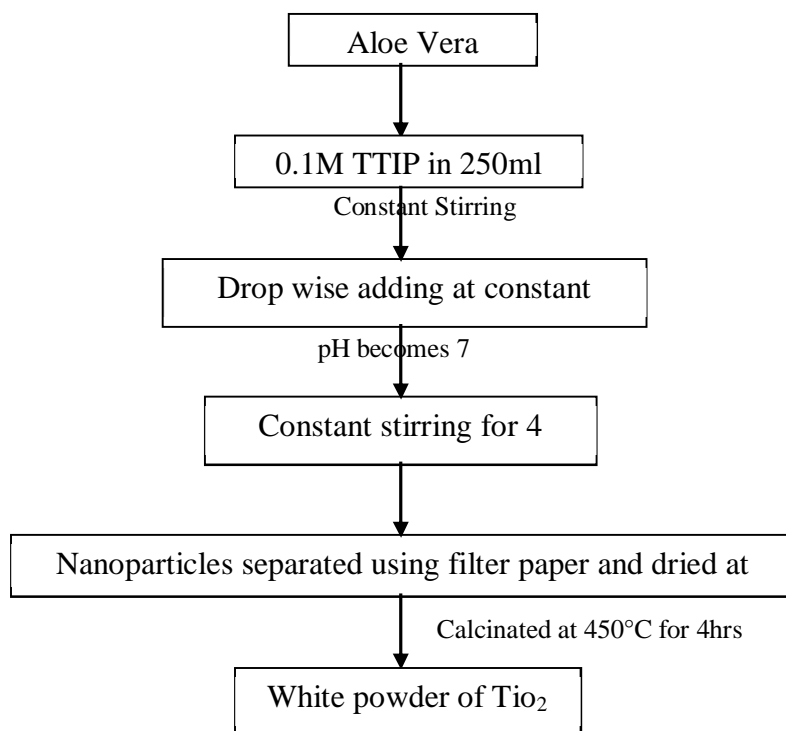 Aloe Vera
0.1M TTIP in 250ml
Constant Stirring
Drop wise adding at constant
pH becomes 7
Constant stirring for 4
Nanoparticles separated using filter paper and dried at
Calcinated at 450°C for 4hrs
White powder of Tio₂